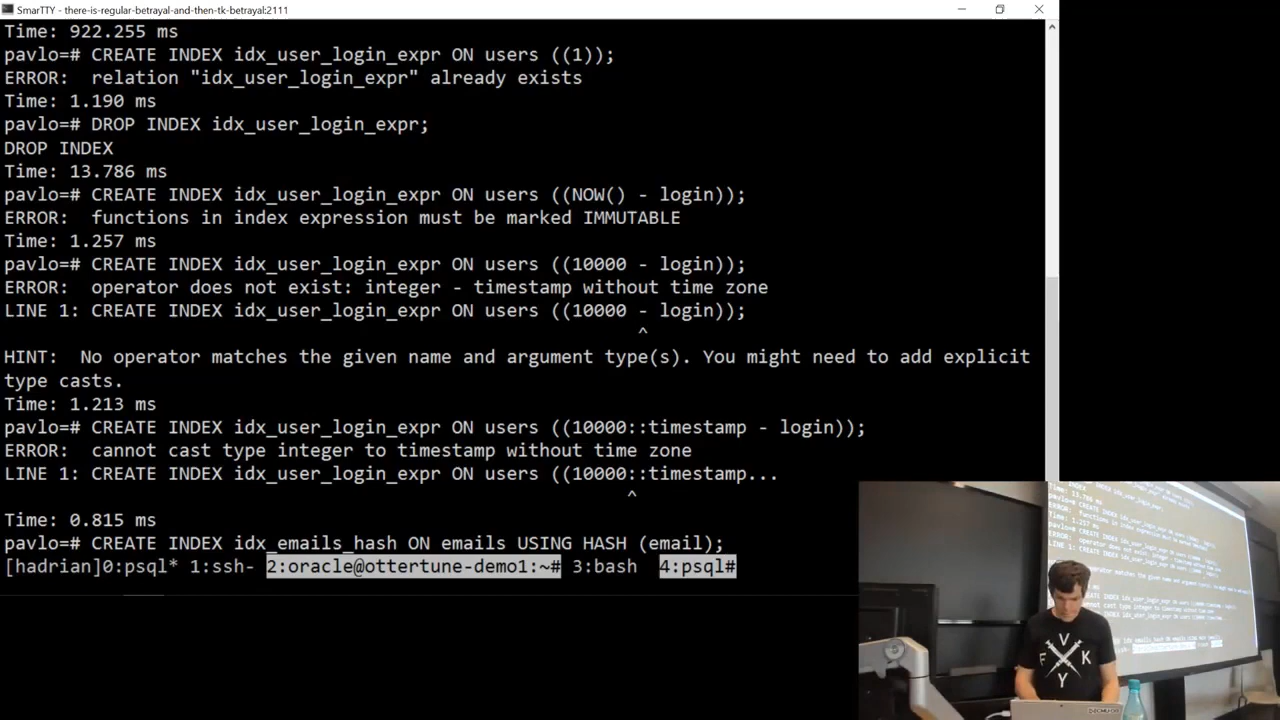 SmarTTY - there-is-regular-betrayal-and-then-tk-betrayal:2111
Time: 922.255 ms
pavlo=# CREATE INDEX idx_user_login_expr ON users ((1));
ERROR:  relation "idx_user_login_expr" already exists
Time: 1.190 ms
pavlo=# DROP INDEX idx_user_login_expr;
DROP INDEX
Time: 13.786 ms
pavlo=# CREATE INDEX idx_user_login_expr ON users ((NOW() - login));
ERROR:  functions in index expression must be marked IMMUTABLE
Time: 1.257 ms
pavlo=# CREATE INDEX idx_user_login_expr ON users ((10000 - login));
ERROR:  operator does not exist: integer - timestamp without time zone
LINE 1: CREATE INDEX idx_user_login_expr ON users ((10000 - login));
^
HINT:  No operator matches the given name and argument type(s). You might need to add explicit
type casts.
Time: 1.213 ms
pavlo=# CREATE INDEX idx_user_login_expr ON users ((10000::timestamp - login));
ERROR:  cannot cast type integer to timestamp without time zone
LINE 1: CREATE INDEX idx_user_login_expr ON users ((10000::timestamp...
^
Time: 0.815 ms
pavlo=# CREATE INDEX idx_emails_hash ON emails USING HASH (email);
[hadrian]0:psql* 1:ssh- 2:oracle@ottertune-demo1:~# 3:bash  4:psql#
V
F K
Y